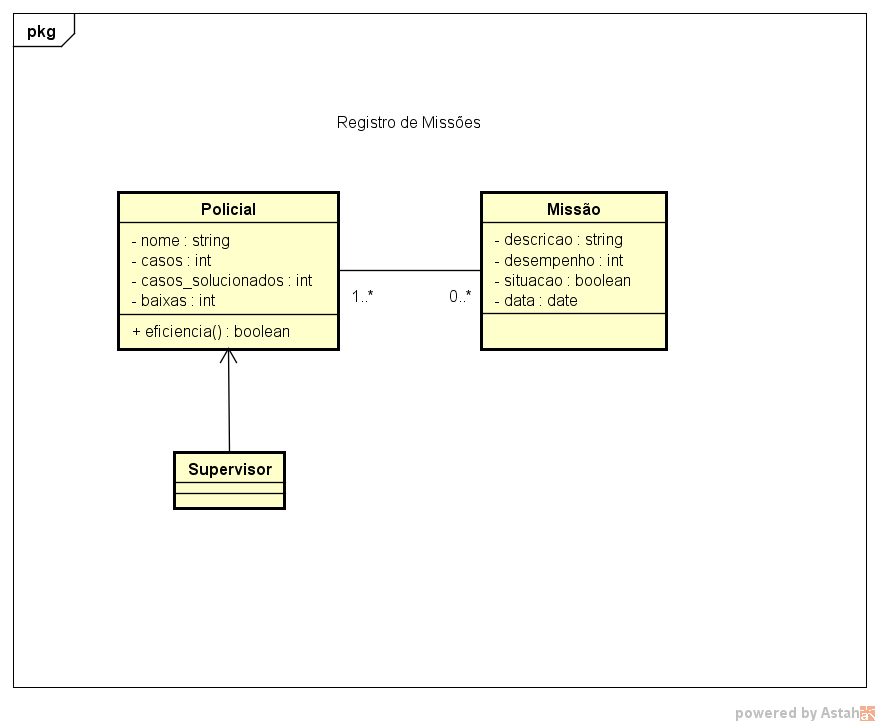 pkg
Registro de Missões
Policial
- nome : string
- casos : int
- casos_solucionados : int
- baixas : int
+ eficiencia() : boolean
Missão
- descricao : string
- desempenho : int
- situacao : boolean
- data : date
1..*
0..*
Supervisor
powered by Astah